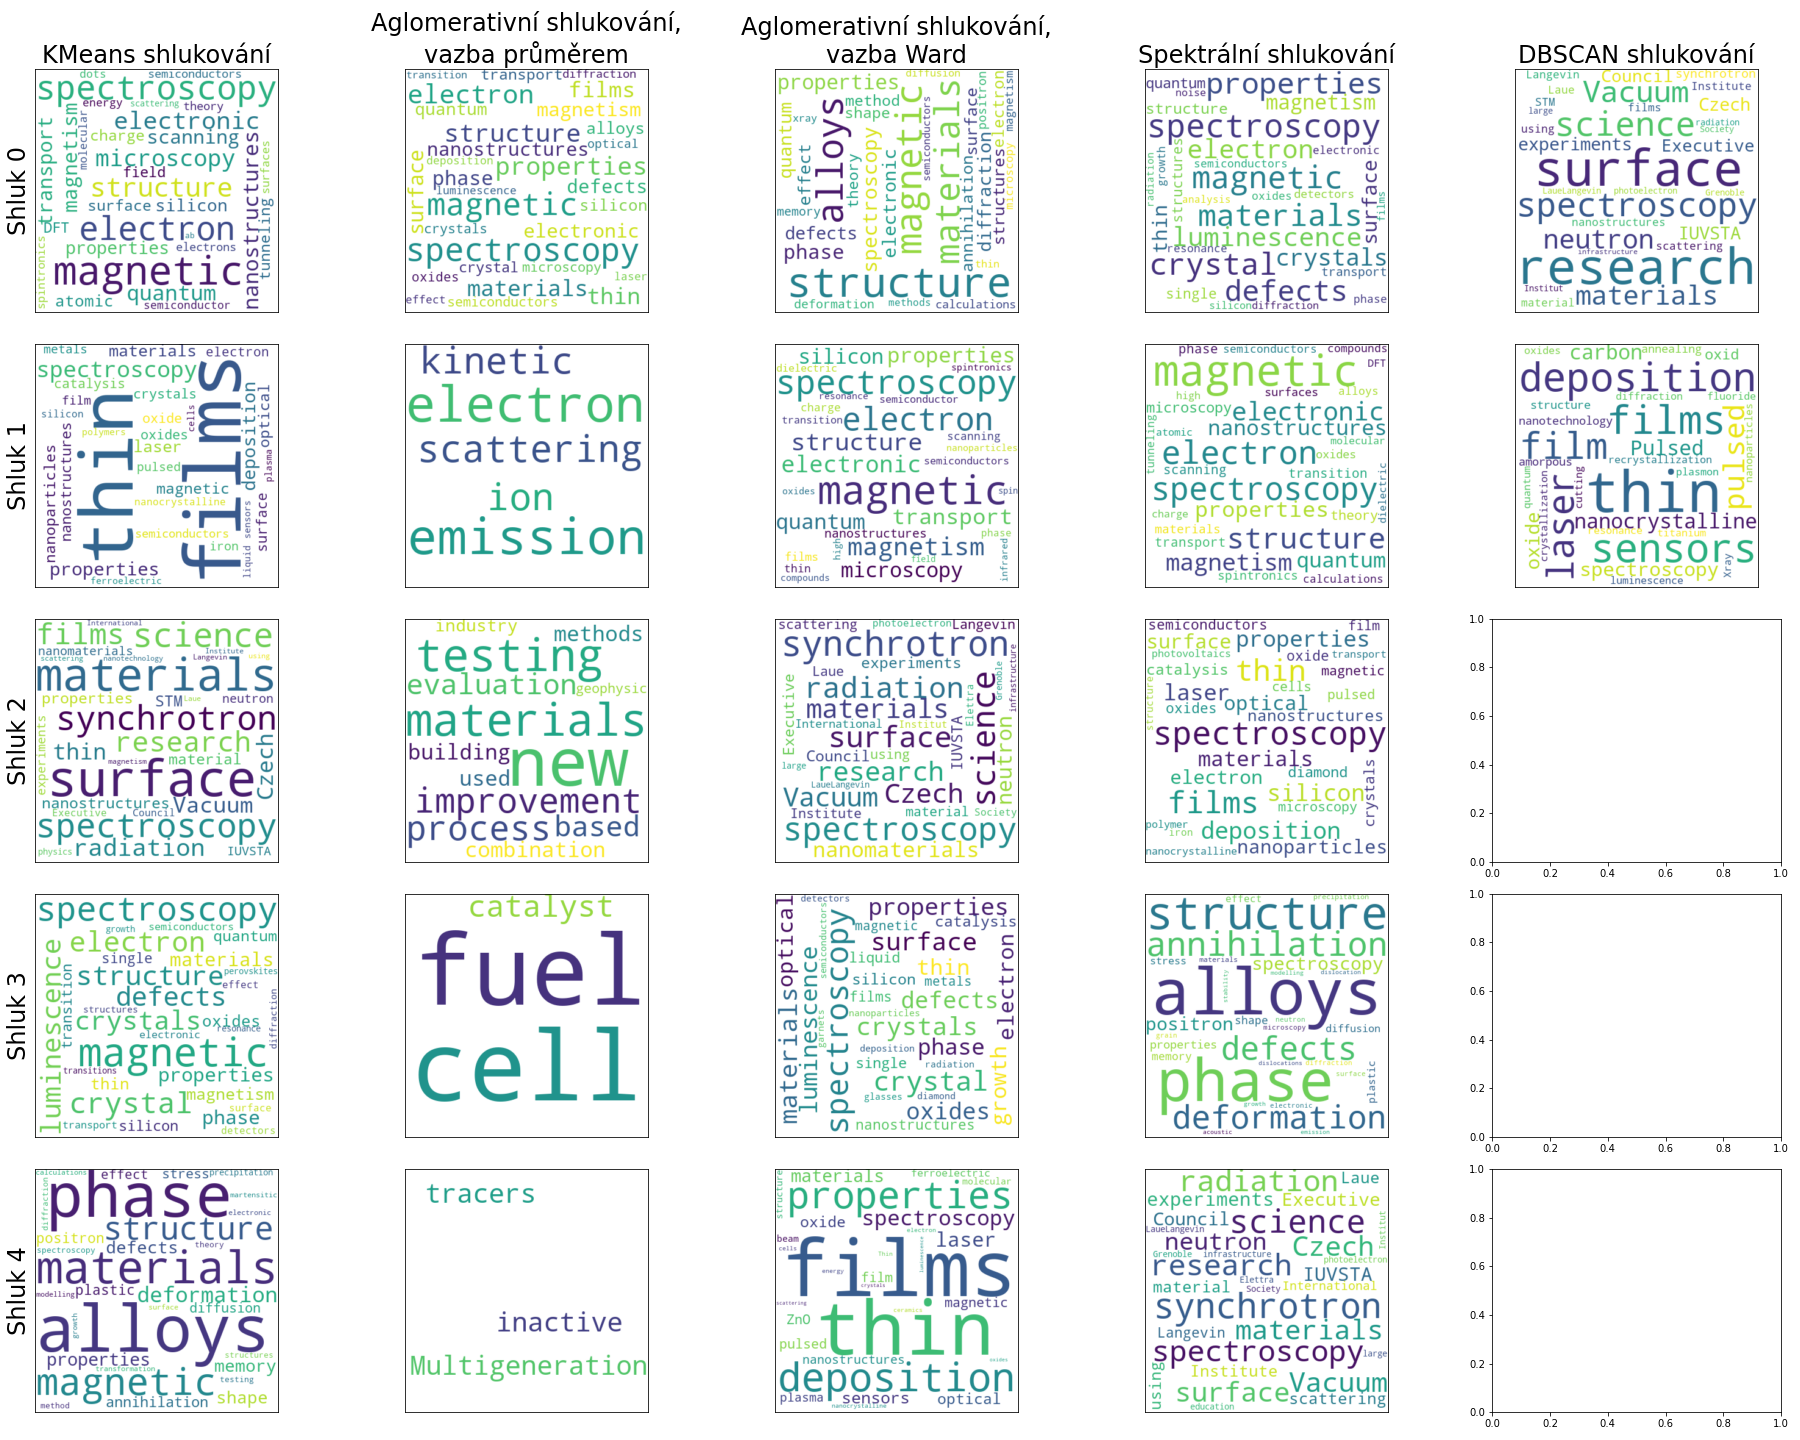 KMeans shlukování
Aglomerativní shlukování,
vazba průměrem
Aglomerativní shlukování,
vazba Ward
Spektrální shlukování
DBSCAN shlukování
Shluk 0
dots semiconductors
spectroscopy
energy scattering theory
molecular
electronic
transport magnetism charge scanning
microscopy
field
structure
surface silicon
DFT electron
ab
properties electrons
magnetic
nanostructures tunneling surfaces
spintronics
atomic quantum
semiconductor
transition transport diffraction
electron films
quantum magnetism
structure alloys
nanostructures optical
deposition properties
phase defects
luminescence
surface magnetic silicon
crystals electronic
spectroscopy
crystal microscopy
oxides laser
materials thin
effect semiconductors
properties diffusion
method
shape
xray
quantum alloys magnetic materials
semiconductors surface electron positron magnetism
effect theory spectroscopy electronic
memory
defects
phase
annihilation diffraction structures microscopy
thin
structure
deformation methods calculations
quantum properties
noise
structure magnetism
spectroscopy
electron electronic
semiconductors
radiation growth structures magnetic
analysis oxides detectors
materials surface films
thin luminescence
resonance
crystal crystals
transport
single defects phase
silicon diffraction
Langevin Council synchrotron
Laue Vacuum Institute
STM films Czech
large
science radiation
using Society
experiments Executive
surface
LaueLangevin photoelectron Grenoble
spectroscopy
nanostructures
neutron IUVSTA
scattering
infrastructure
research
Institut
material materials
Shluk 1
metals materials electron
spectroscopy
catalysis crystals
film
silicon thin films
oxide cells
polymers oxides
laser
pulsed
magnetic
nanocrystalline
nanoparticles nanostructures
deposition optical plasma
semiconductors
iron
liquid sensors surface
properties
ferroelectric
kinetic
electron
scattering
ion
emission
silicon properties
dielectric spintronics
spectroscopy
resonance semiconductor
charge
transition electron
structure scanning
nanoparticles
electronic semiconductors
oxides magnetic spin
quantum transport
nanostructures phase
high magnetism infrared
films field
thin
compounds microscopy
phase semiconductors compounds
magnetic DFT
high surfaces alloys
microscopy electronic
atomic nanostructures
tunneling molecular
electron oxides
scanning transition
spectroscopy dielectric
charge properties theory
materials
transport structure
magnetism quantum
spintronics calculations
oxides carbon annealing oxid
deposition
diffraction fluoride
structure films
nanotechnology
film Pulsed pulsed nanoparticles
amorpous recrystallization
plasmon
quantum crystallization laser cutting thin
nanocrystalline
resonance titanium
oxide sensors
spectroscopy Xray
luminescence
Shluk 2
International
films science
nanomaterials Institute
scattering nanotechnology Langevin using
materials
properties STM Laue neutron
synchrotron
experiments thin research Czech
magnetism material
surface
nanostructures Vacuum
Executive Council
spectroscopy
physics radiation IUVSTA
industry methods
testing
evaluation geophysic
materials
building
used new
improvement
process based
combination
scattering photoelectron Langevin
synchrotron
experiments
Laue
radiation Grenoble infrastructure
materials Elettra
Executive International Institut
surface IUVSTA science neutron
Council using
large research
LaueLangevin
Vacuum Czech
Institute material Society
spectroscopy
nanomaterials
semiconductors film
surface properties
photovoltaics oxide transport
catalysis thin magnetic
cells
structure laser pulsed
oxides optical
nanostructures
spectroscopy
materials
electron diamond crystals
silicon
films microscopy
polymer
iron deposition
nanocrystalline nanoparticles
1.0
0.8
0.6
0.4
0.2
0.0
0.0 0.2 0.4 0.6 0.8 1.0
Shluk 3
spectroscopy
growth semiconductors
electron quantum
single materials
luminescence transition structure perovskites
effect
defects
structures
crystals oxides
resonance diffraction
electronic
magnetic
transitions properties
thin magnetism
crystal surface
phase
transport silicon detectors
catalyst
fuel
cell
detectors
optical properties
magnetic catalysis
semiconductors surface
liquid thin electron
silicon metals
films defects
nanoparticles
materials luminescence garnets spectroscopy crystals
deposition phase
single radiation growth
crystal
glasses diamond
oxides
nanostructures
effect precipitation
structure
annihilation
stress materials spectroscopy
modelling dislocation
stability
alloys
positron shape neutron diffusion
microscopy
grain
properties defects
memory
dislocations diffraction
phase surface plastic
growth electronic
deformation
acoustic emission
1.0
0.8
0.6
0.4
0.2
0.0
0.0 0.2 0.4 0.6 0.8 1.0
Shluk 4
calculations effect stress precipitation
phase martensitic
diffraction electronic
structure
positron
spectroscopy defects theory
materials
modelling plastic deformation
surface diffusion
growth
alloys
properties structures
transformation memory
testing
magnetic shape
method annihilation
tracers
inactive
Multigeneration
materials ferroelectric
molecular
structure properties
oxide spectroscopy
beam electron laser
cells Thin luminescence
films
energy film
crystals
scattering magnetic
ceramics
ZnO thin
pulsed
nanostructures oxides
deposition
plasma sensors optical
nanocrystalline
radiation Laue
experiments Executive
Council science
LaueLangevin
neutron Czech Institut
Grenoble infrastructure photoelectron
research IUVSTA
Elettra
material Society International
synchrotron
Langevin materials
spectroscopy large
using Institute
surface Vacuum
education scattering
1.0
0.8
0.6
0.4
0.2
0.0
0.0 0.2 0.4 0.6 0.8 1.0